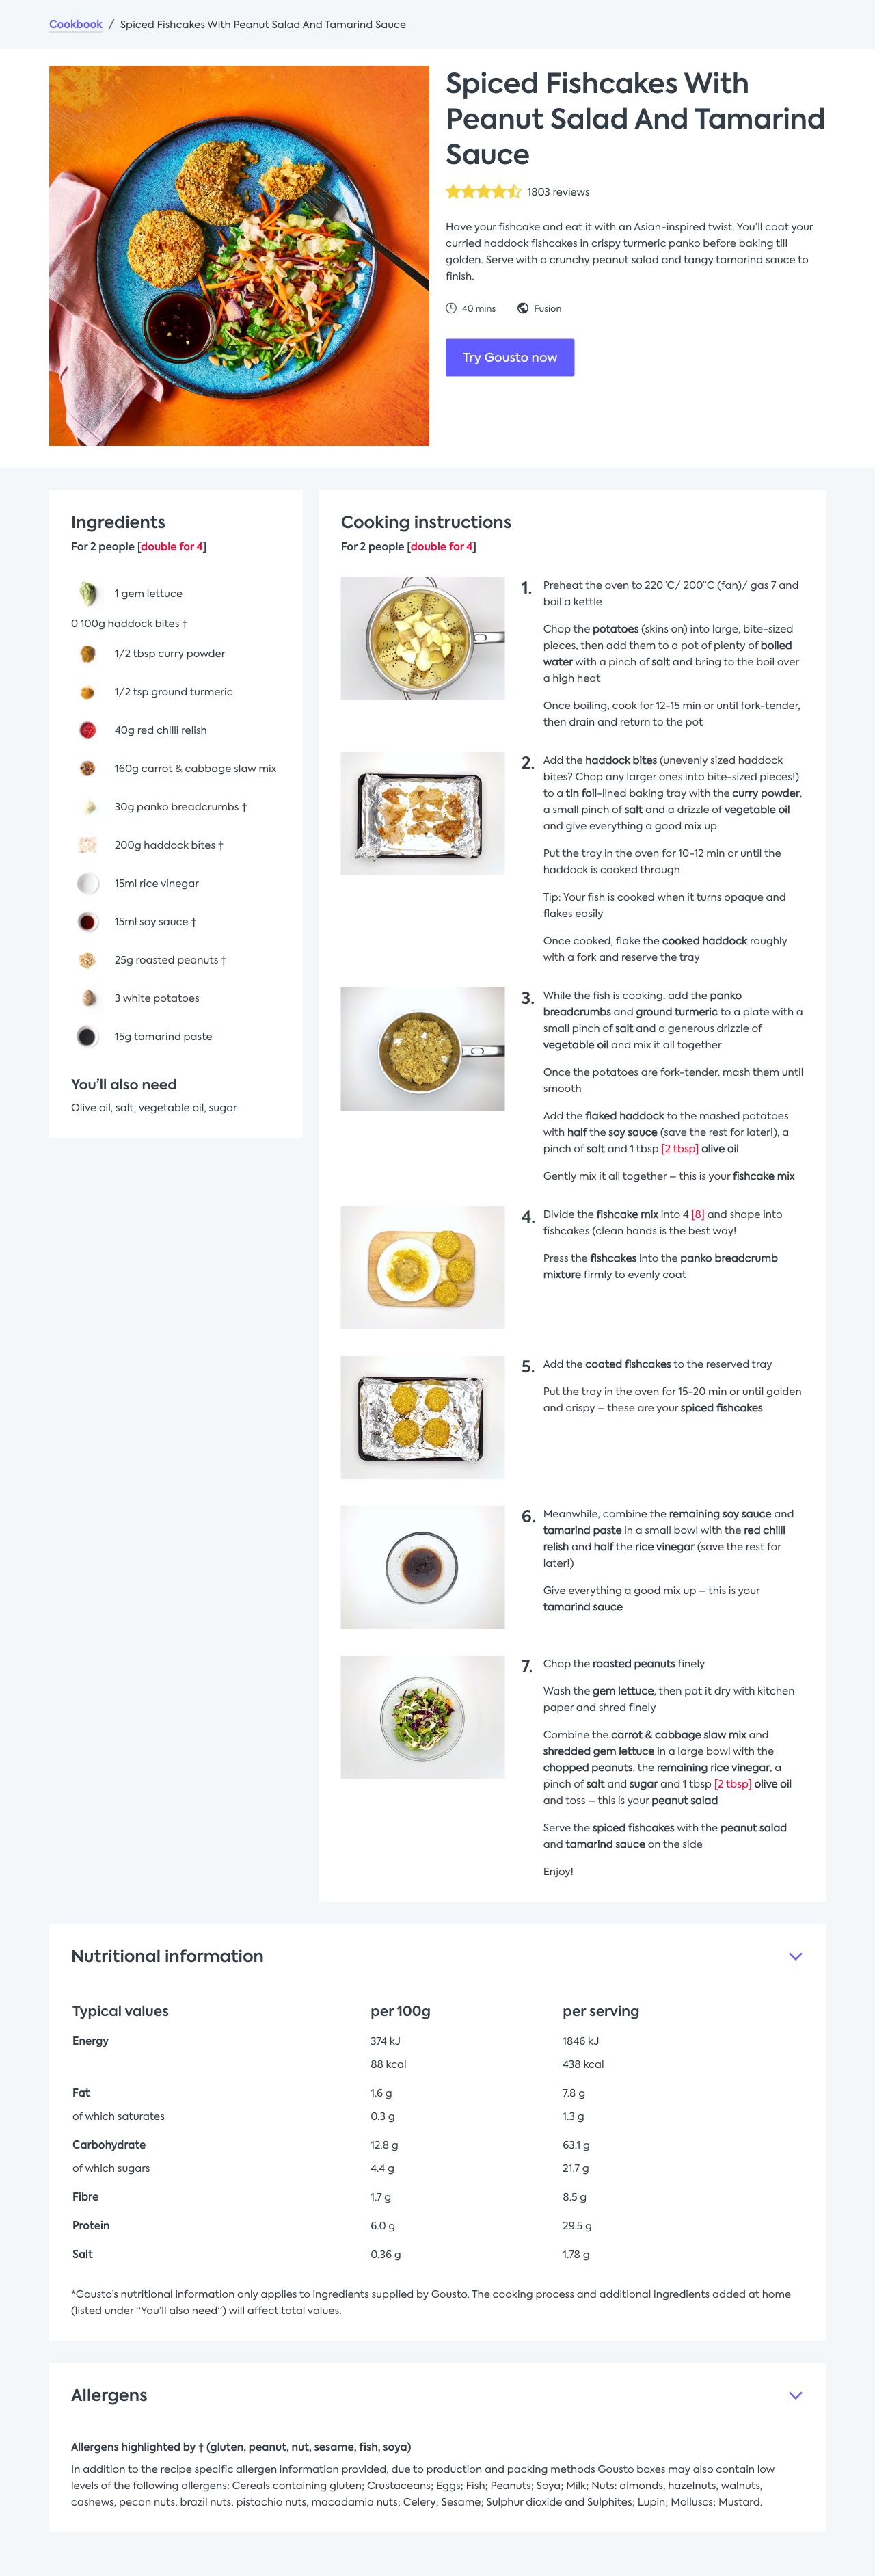 Cookbook / Spiced Fishcakes With Peanut Salad And Tamarind Sauce
Spiced Fishcakes With
Peanut Salad And Tamarind
Sauce
1803 reviews
Have your fishcake and eat it with an Asian-inspired twist. You'll coat your
curried haddock fishcakes in crispy turmeric panko before baking till
golden. Serve with a crunchy peanut salad and tangy tamarind sauce to
finish.
40 mins Fusion
Try Gousto now
Ingredients
For 2 people [double for 4]
1 gem lettuce
0 100g haddock bites †
1/2 tbsp curry powder
1/2 tsp ground turmeric
40g red chilli relish
160g carrot & cabbage slaw mix
30g panko breadcrumbs †
200g haddock bites †
15ml rice vinegar
15ml soy sauce †
25g roasted peanuts †
3 white potatoes
15g tamarind paste
You'll also need
Olive oil, salt, vegetable oil, sugar
Cooking instructions
For 2 people [double for 4]
1. Preheat the oven to 220°C/ 200°C (fan)/ gas 7 and
boil a kettle
Chop the potatoes (skins on) into large, bite-sized
pieces, then add them to a pot of plenty of boiled
water with a pinch of salt and bring to the boil over
a high heat
Once boiling, cook for 12-15 min or until fork-tender,
then drain and return to the pot
2. Add the haddock bites (unevenly sized haddock
bites? Chop any larger ones into bite-sized pieces!)
to a tin foil-lined baking tray with the curry powder,
a small pinch of salt and a drizzle of vegetable oil
and give everything a good mix up
Put the tray in the oven for 10-12 min or until the
haddock is cooked through
Tip: Your fish is cooked when it turns opaque and
flakes easily
Once cooked, flake the cooked haddock roughly
with a fork and reserve the tray
3. While the fish is cooking, add the panko
breadcrumbs and ground turmeric to a plate with a
small pinch of salt and a generous drizzle of
vegetable oil and mix it all together
Once the potatoes are fork-tender, mash them until
smooth
Add the flaked haddock to the mashed potatoes
with half the soy sauce (save the rest for later!), a
pinch of salt and 1 tbsp [2 tbsp] olive oil
Gently mix it all together – this is your fishcake mix
4. Divide the fishcake mix into 4 [8] and shape into
fishcakes (clean hands is the best way!
Press the fishcakes into the panko breadcrumb
mixture firmly to evenly coat
5. Add the coated fishcakes to the reserved tray
Put the tray in the oven for 15-20 min or until golden
and crispy – these are your spiced fishcakes
6. Meanwhile, combine the remaining soy sauce and
tamarind paste in a small bowl with the red chilli
relish and half the rice vinegar (save the rest for
later!)
Give everything a good mix up – this is your
tamarind sauce
7. Chop the roasted peanuts finely
Wash the gem lettuce, then pat it dry with kitchen
paper and shred finely
Combine the carrot & cabbage slaw mix and
shredded gem lettuce in a large bowl with the
chopped peanuts, the remaining rice vinegar, a
pinch of salt and sugar and 1 tbsp [2 tbsp] olive oil
and toss – this is your peanut salad
Serve the spiced fishcakes with the peanut salad
and tamarind sauce on the side
Enjoy!
Nutritional information
Typical values per 100g per serving
Energy 374 kJ 1846 kJ
88 kcal 438 kcal
Fat 1.6 g 7.8 g
of which saturates 0.3 g 1.3 g
Carbohydrate 12.8 g 63.1 g
of which sugars 4.4 g 21.7 g
Fibre 1.7 g 8.5 g
Protein 6.0 g 29.5 g
Salt 0.36 g 1.78 g
*Gousto's nutritional information only applies to ingredients supplied by Gousto. The cooking process and additional ingredients added at home
(listed under "You'll also need") will affect total values.
Allergens
Allergens highlighted by † (gluten, peanut, nut, sesame, fish, soya)
In addition to the recipe specific allergen information provided, due to production and packing methods Gousto boxes may also contain low
levels of the following allergens: Cereals containing gluten; Crustaceans; Eggs; Fish; Peanuts; Soya; Milk; Nuts: almonds, hazelnuts, walnuts,
cashews, pecan nuts, brazil nuts, pistachio nuts, macadamia nuts; Celery; Sesame; Sulphur dioxide and Sulphites; Lupin; Molluscs; Mustard.